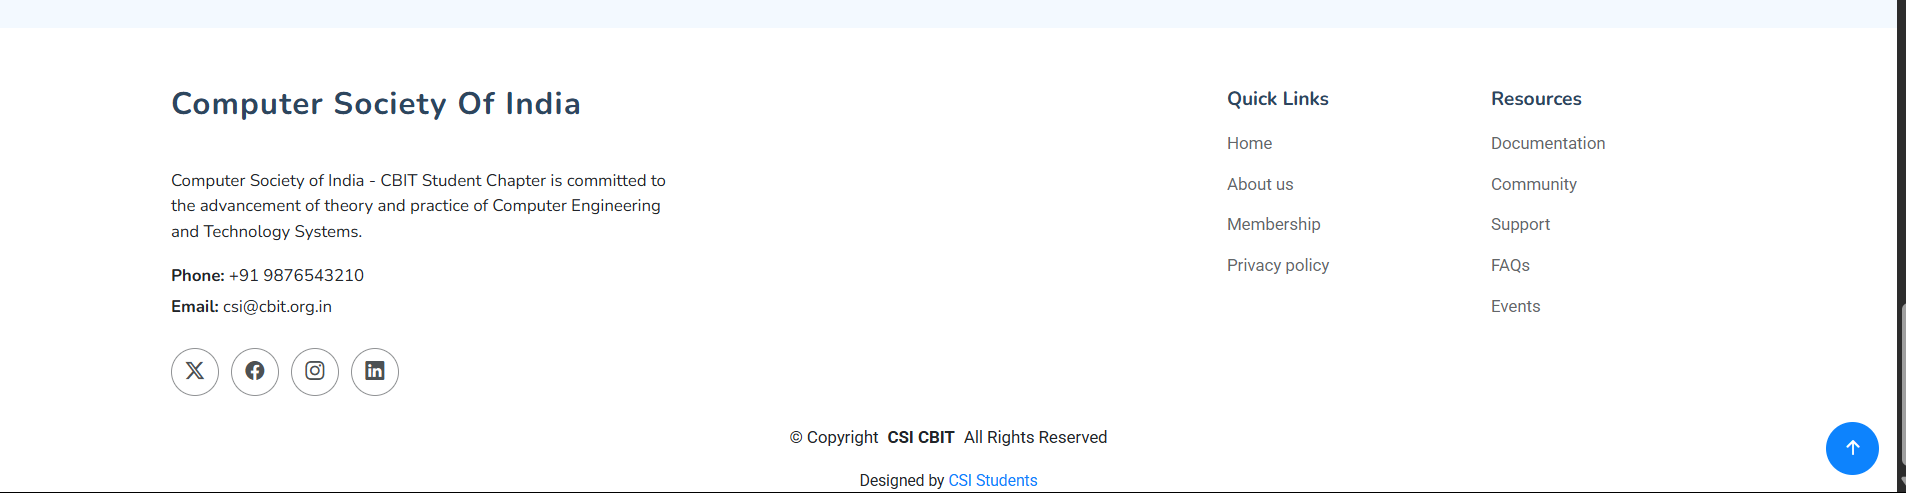 Computer Society Of India
Computer Society of India - CBIT Student Chapter is committed to
the advancement of theory and practice of Computer Engineering
and Technology Systems.
Phone: +91 9876543210
Email: csi@cbit.org.in
Quick Links
Home
About us
Membership
Privacy policy
Resources
Documentation
Community
Support
FAQs
Events
© Copyright CSI CBIT All Rights Reserved
Designed by CSI Students